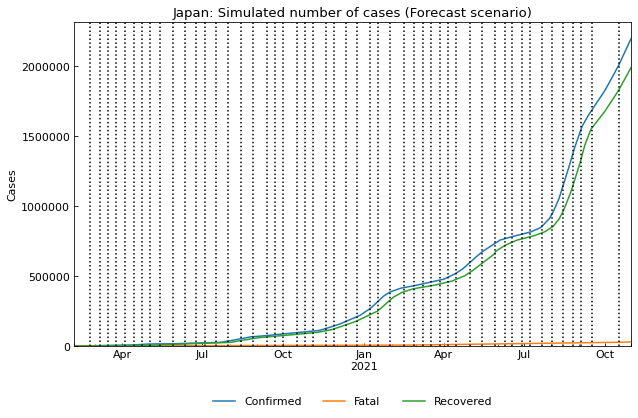 Japan: Simulated number of cases (Forecast scenario)
2000000
1500000
1000000
500000
0
Cases
Apr Jul Oct Jan Apr Jul Oct
2021
Confirmed Fatal Recovered